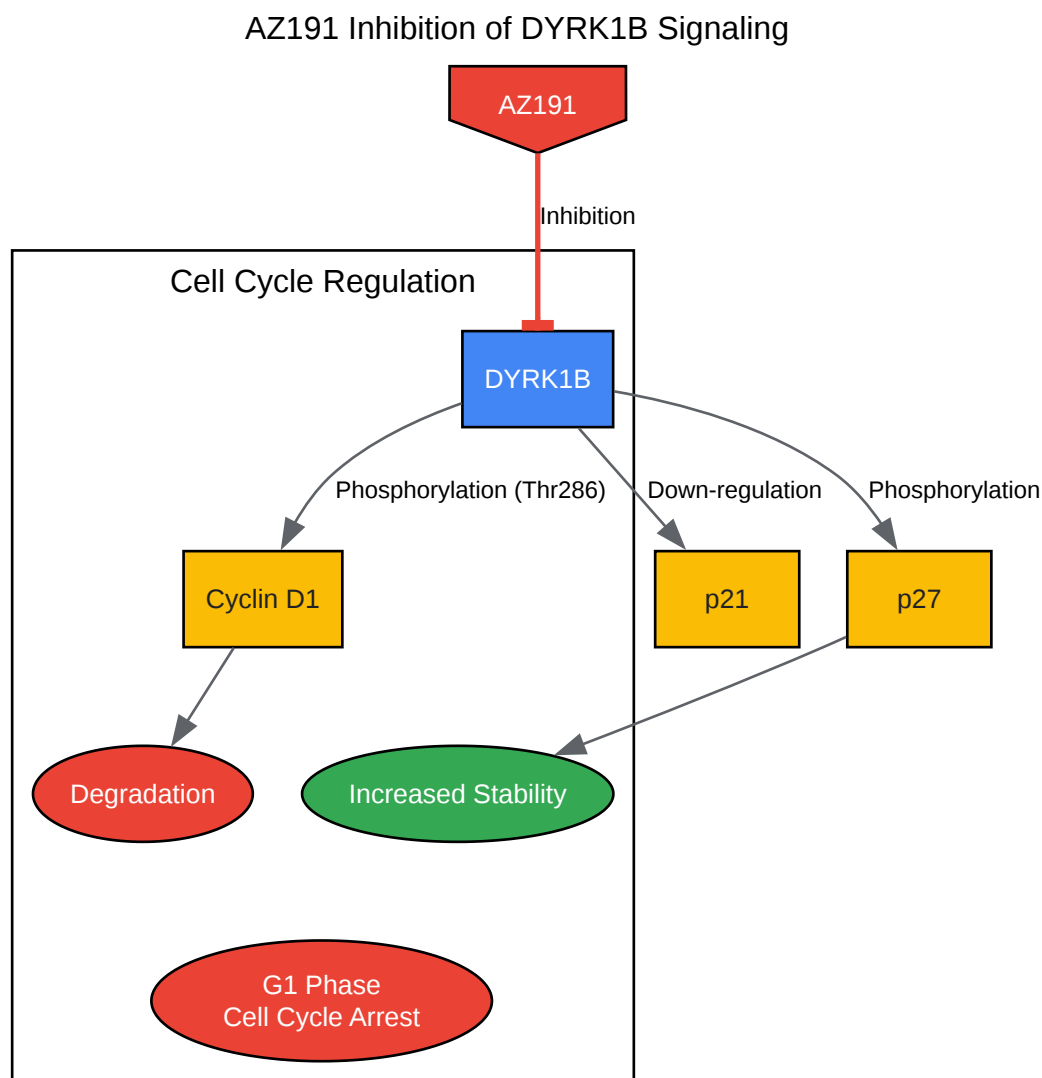 AZ191 Inhibition of DYRK1B Signaling
AZ191
Inhibition
Cell Cycle Regulation
DYRK1B
Phosphorylation (Thr286)
Down-regulation
Phosphorylation
Cyclin D1
p21
p27
Degradation
Increased Stability
G1 Phase
Cell Cycle Arrest